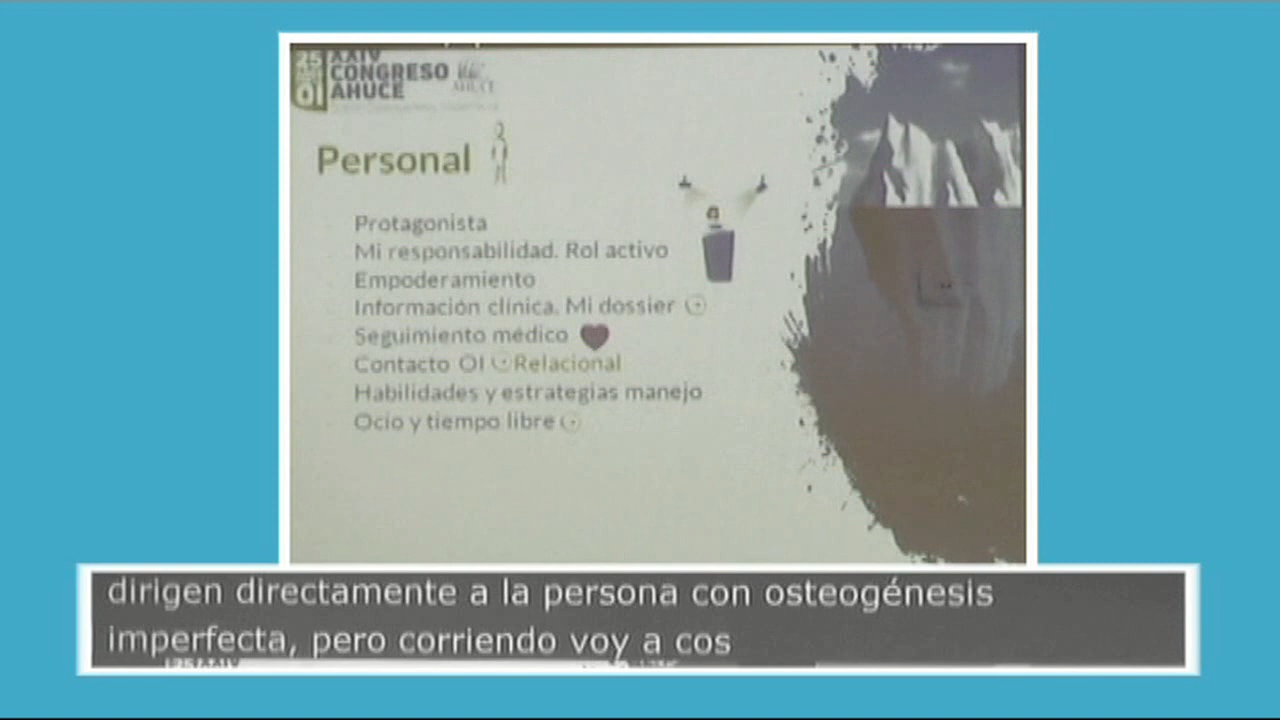 25 XXIV
CONGRESO
AHUCE
OI
AHUCE
Personal
Protagonista
Mi responsabilidad. Rol activo
Empoderamiento
Información clínica. Mi dossier
Seguimiento médico
Contacto OI Relacional
Habilidades y estrategias manejo
Ocio y tiempo libre
dirigen directamente a la persona con osteogénesis
imperfecta, pero corriendo voy a cos